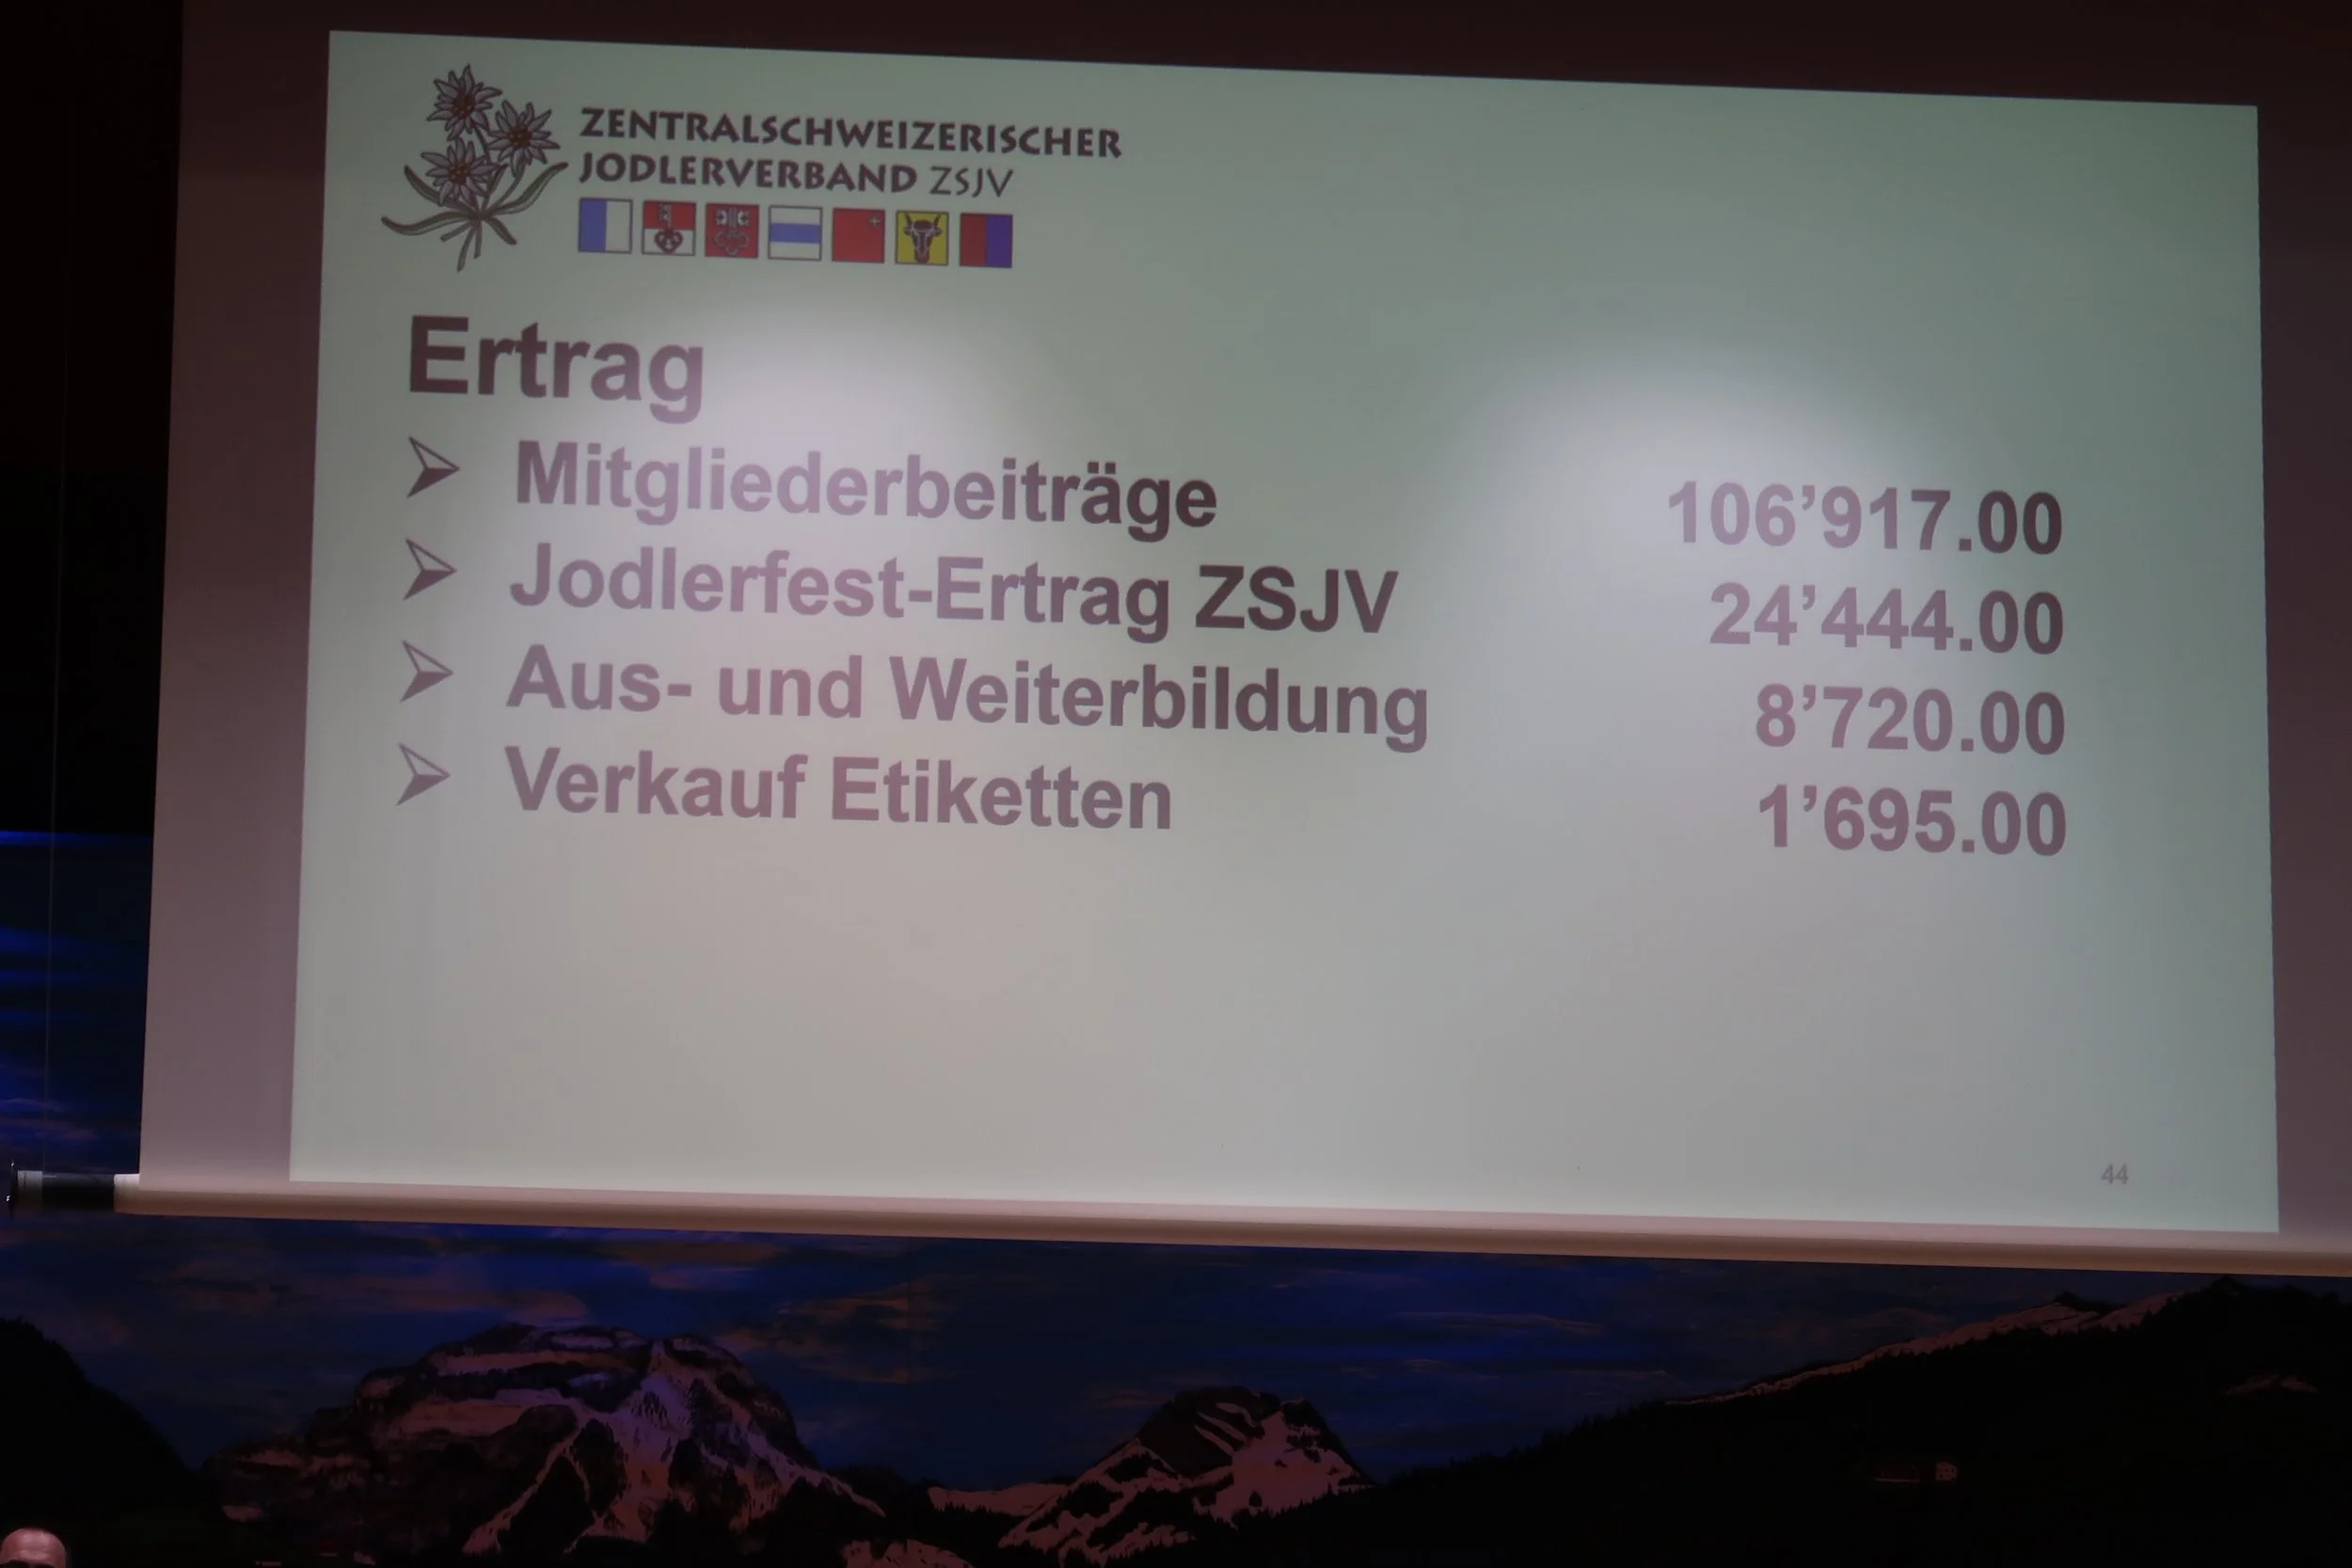 ZENTRALSCHWEIZERISCHER
JODLERVERBAND ZSJV
Ertrag
➢ Mitgliederbeiträge 106’917.00
➢ Jodlerfest-Ertrag ZSJV 24’444.00
➢ Aus- und Weiterbildung 8’720.00
➢ Verkauf Etiketten 1’695.00
44